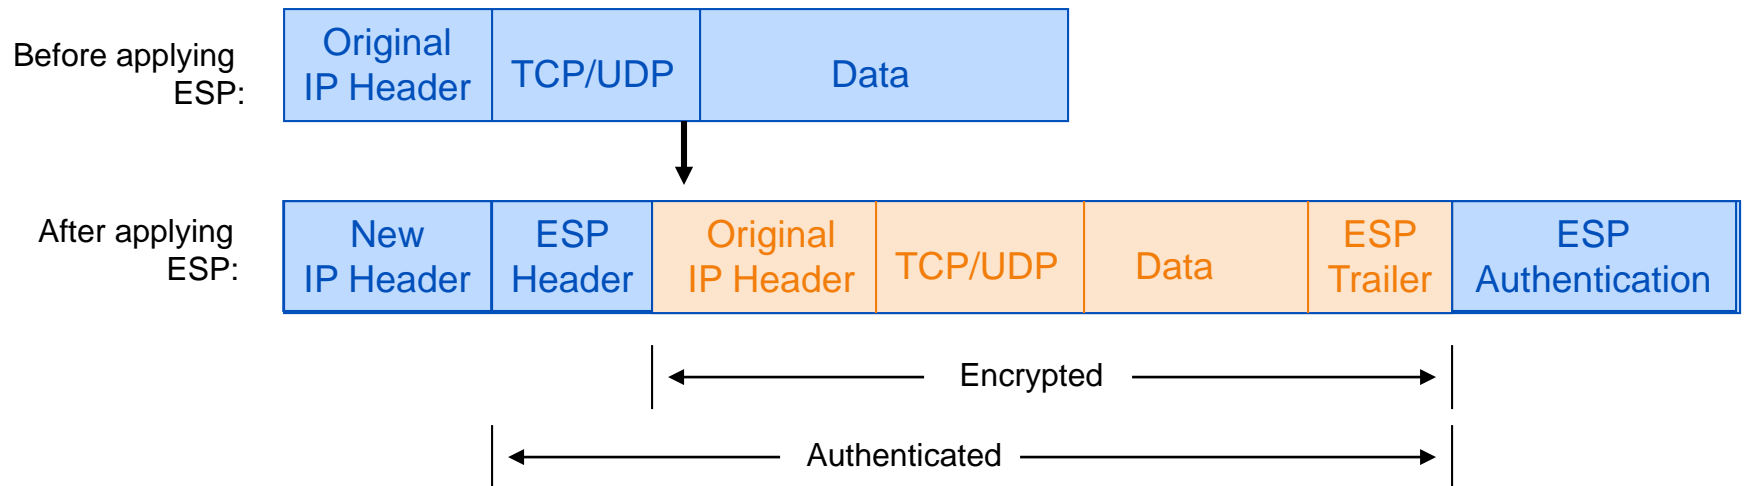 Before applying
ESP:
Original
IP Header
TCP/UDP
Data
After applying
ESP:
New
IP Header
ESP
Header
Original
IP Header
TCP/UDP
Data
ESP
Trailer
ESP
Authentication
Encrypted
Authenticated